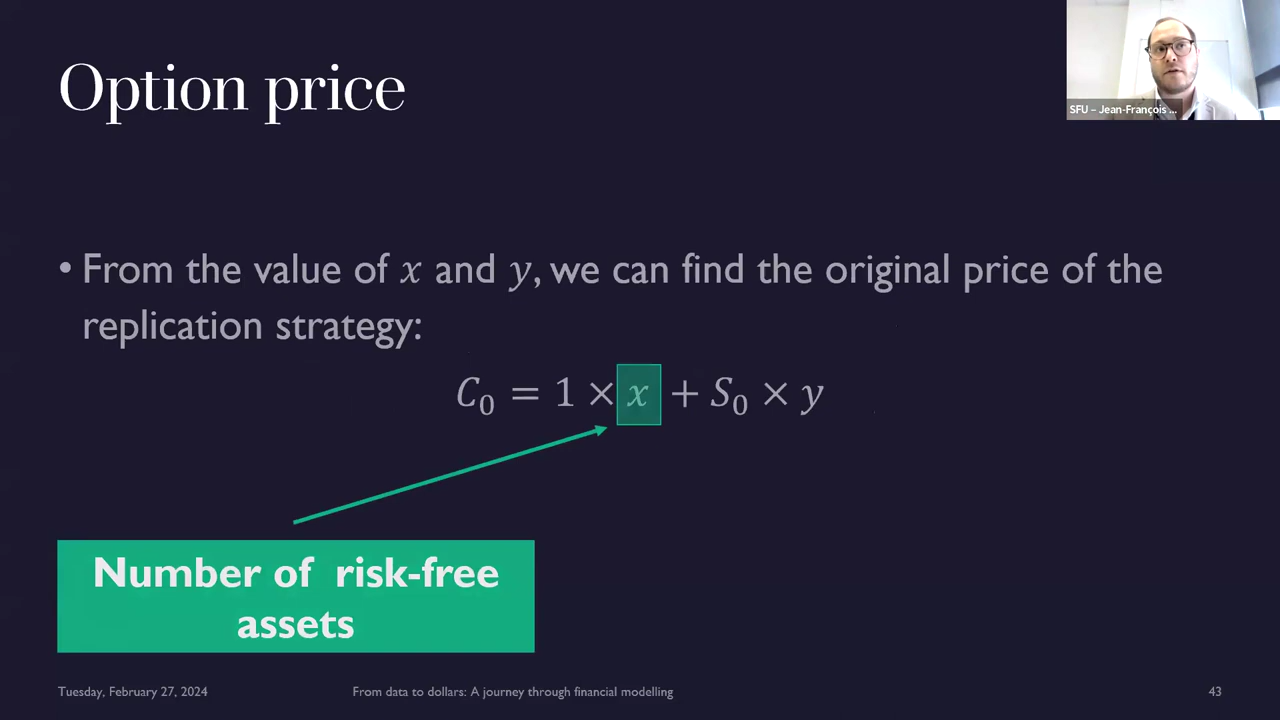 Option price
SFU – Jean-François ...
• From the value of x and y, we can find the original price of the
replication strategy:
C₀ = 1 × x + S₀ × y
Number of risk-free
assets
Tuesday, February 27, 2024
From data to dollars: A journey through financial modelling
43